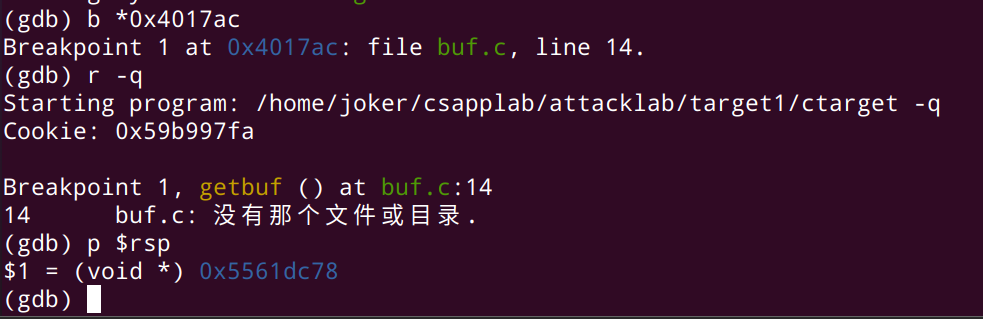 (gdb) b *0x4017ac
Breakpoint 1 at 0x4017ac: file buf.c, line 14.
(gdb) r -q
Starting program: /home/joker/csapplab/attacklab/target1/ctarget -q
Cookie: 0x59b997fa
Breakpoint 1, getbuf () at buf.c:14
14      buf.c: 没有那个文件或目录.
(gdb) p $rsp
$1 = (void *) 0x5561dc78
(gdb)